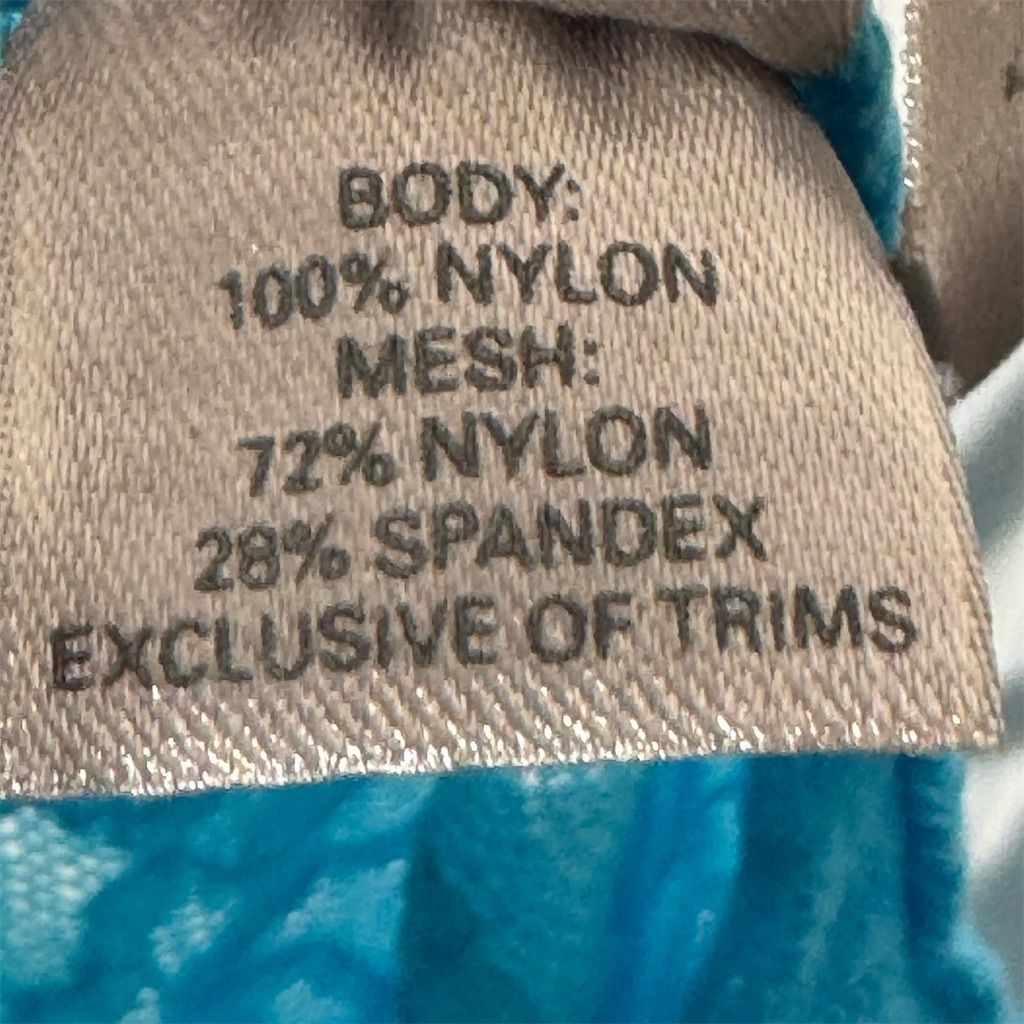 BODY:
100% NYLON
MESH:
72% NYLON
28% SPANDEX
EXCLUSIVE OF TRIMS